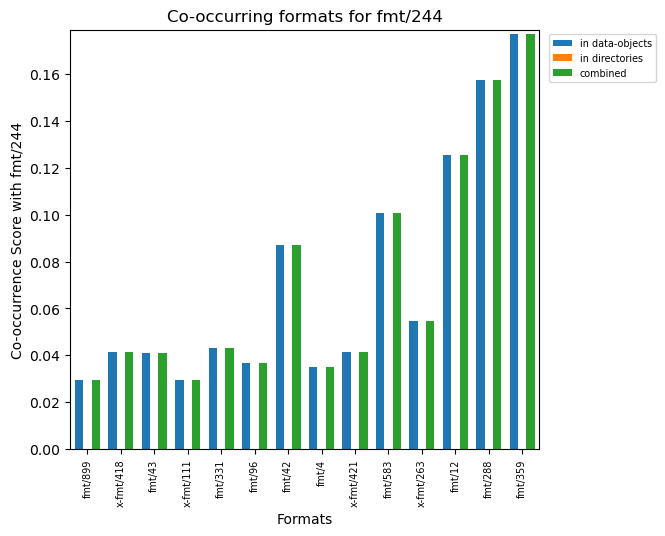 Co-occurring formats for fmt/244
in data-objects
in directories
combined
Co-occurrence Score with fmt/244
0.16
0.14
0.12
0.10
0.08
0.06
0.04
0.02
0.00
fmt/899
x-fmt/418
fmt/43
x-fmt/111
fmt/331
fmt/96
fmt/42
fmt/4
x-fmt/421
fmt/583
x-fmt/263
fmt/12
fmt/288
fmt/359
Formats